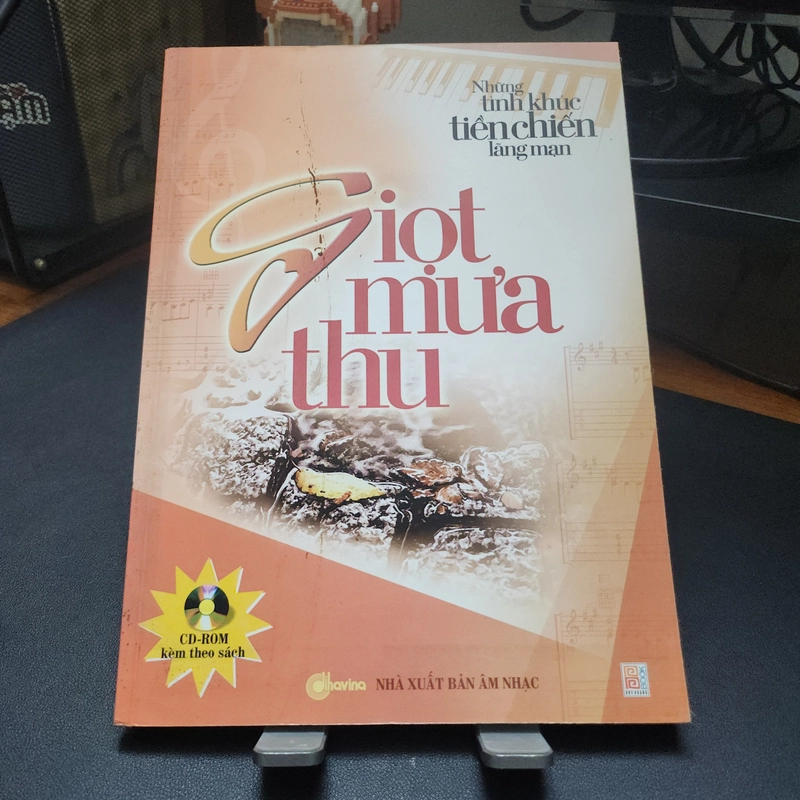 Những
tình khúc
tiền chiến
lãng mạn
Giọt
mưa
thu
CD-ROM
kèm theo sách
dihavina
NHÀ XUẤT BẢN ÂM NHẠC